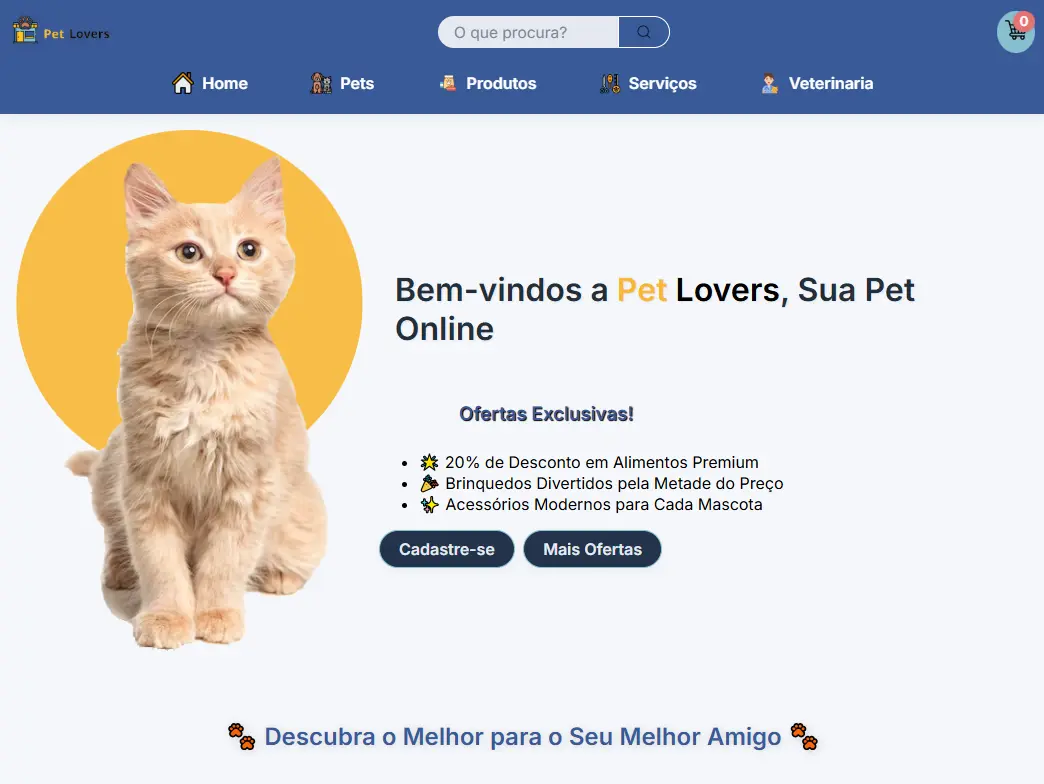 Pet Lovers
O que procura?
0
Home
Pets
Produtos
Serviços
Veterinaria
Bem-vindos a Pet Lovers, Sua Pet
Online
Ofertas Exclusivas!
20% de Desconto em Alimentos Premium
Brinquedos Divertidos pela Metade do Preço
Acessórios Modernos para Cada Mascota
Cadastre-se
Mais Ofertas
Descubra o Melhor para o Seu Melhor Amigo